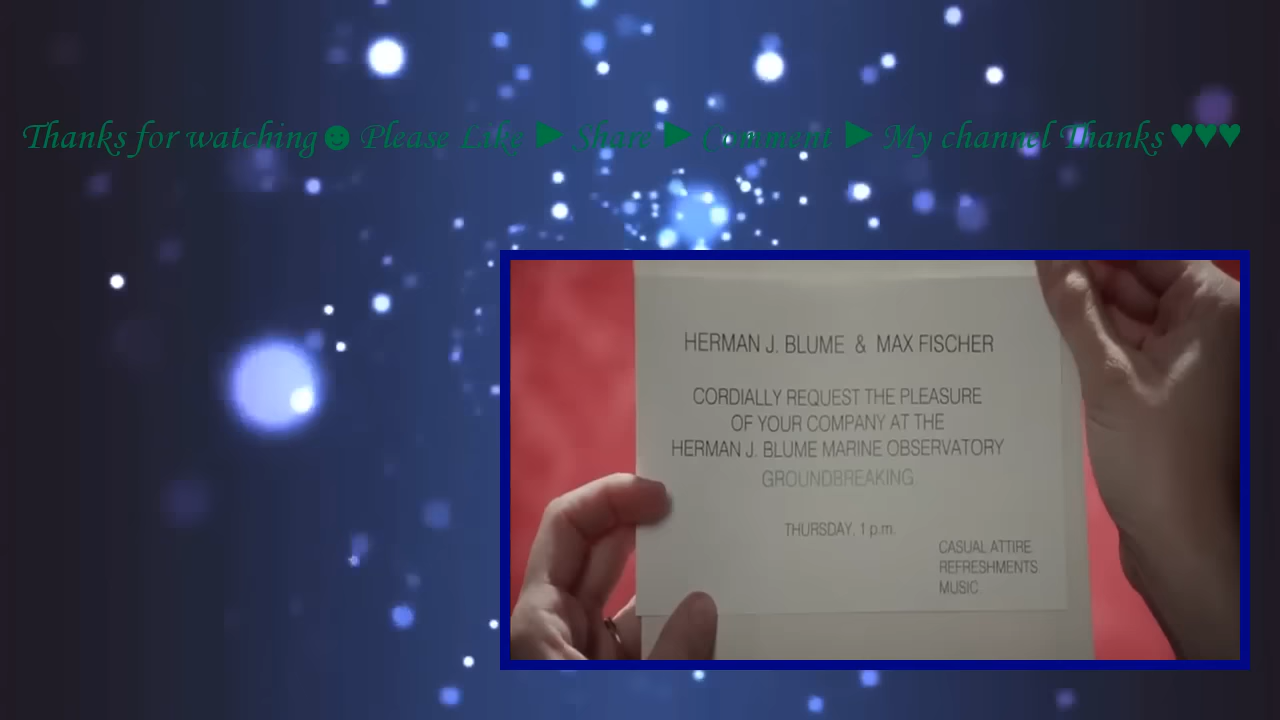 Thanks for watching☻Please Like ► Share ► Comment ► My channel Thanks ♥♥♥
HERMAN J. BLUME & MAX FISCHER
CORDIALLY REQUEST THE PLEASURE
OF YOUR COMPANY AT THE
HERMAN J. BLUME MARINE OBSERVATORY
GROUNDBREAKING.
THURSDAY, 1 p.m.
CASUAL ATTIRE
REFRESHMENTS
MUSIC